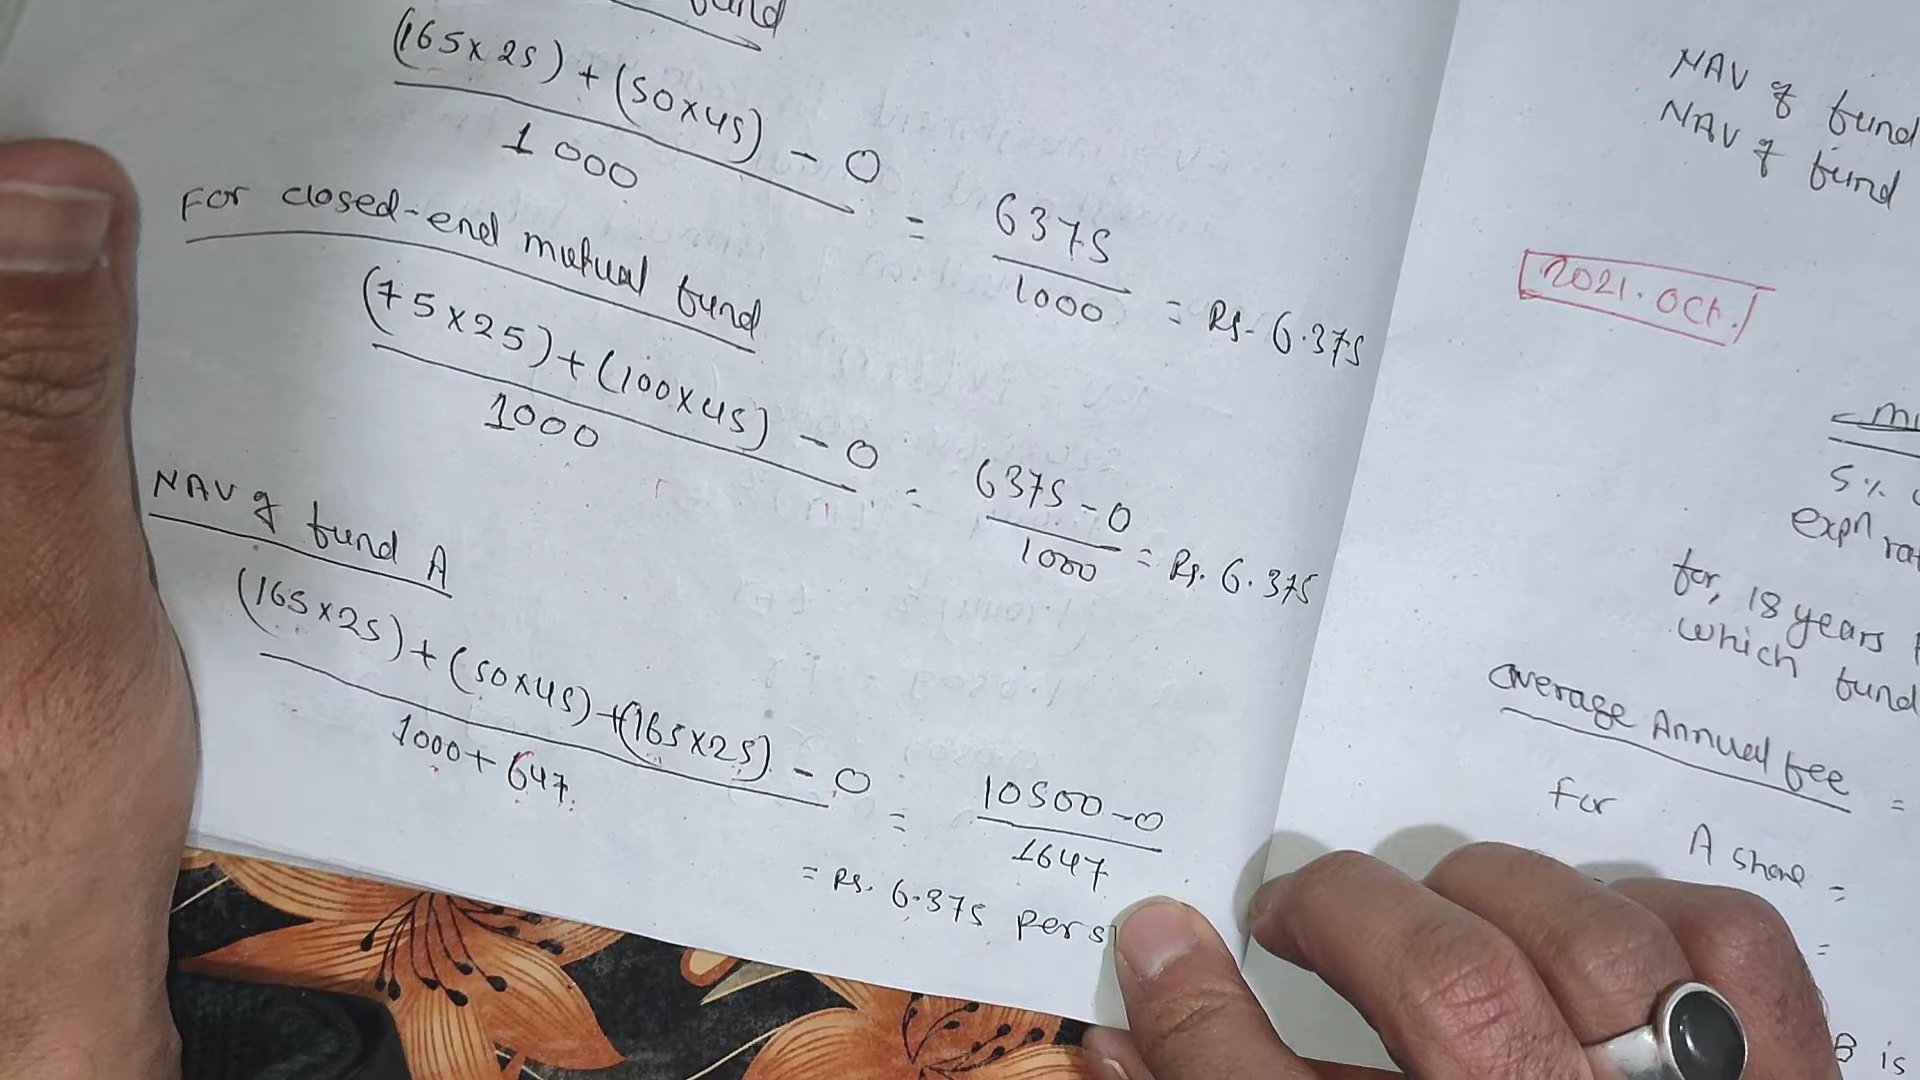 fund
(165x25) + (50x45) - 0
1000
= 6375
1000
= Rs. 6.375
For closed-end mutual fund
(75x25) + (100x45) - 0
1000
= 6375-0
1000
= Rs. 6.375
NAV of fund A
(165x25) + (50x45) + (165x25) - 0
1000 + 647
= 10500-0
1647
= Rs. 6.375 per s
NAV of fund
NAV of fund
2021. Oct.
5%
expn
for, 18 years
which fund
Average Annual fee =
for A share =
=
B is